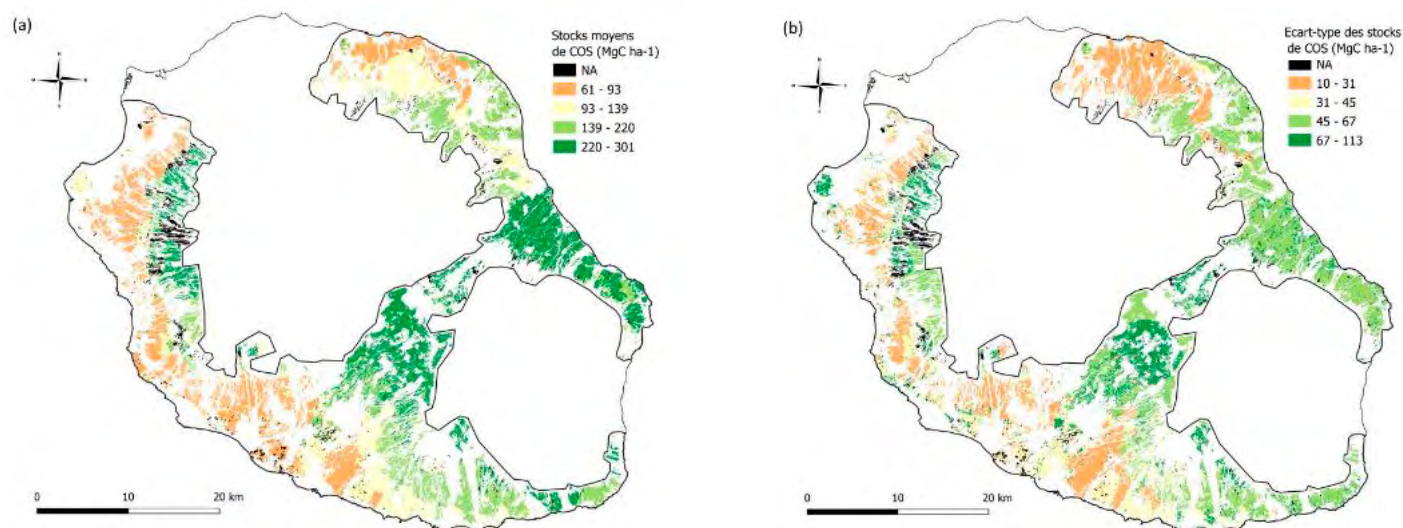 (a)
Stocks moyens
de COS (MgC ha-1)
NA
61 - 93
93 - 139
139 - 220
220 - 301
0
10
20 km
(b)
Ecart-type des stocks
de COS (MgC ha-1)
NA
10 - 31
31 - 45
45 - 67
67 - 113
0
10
20 km